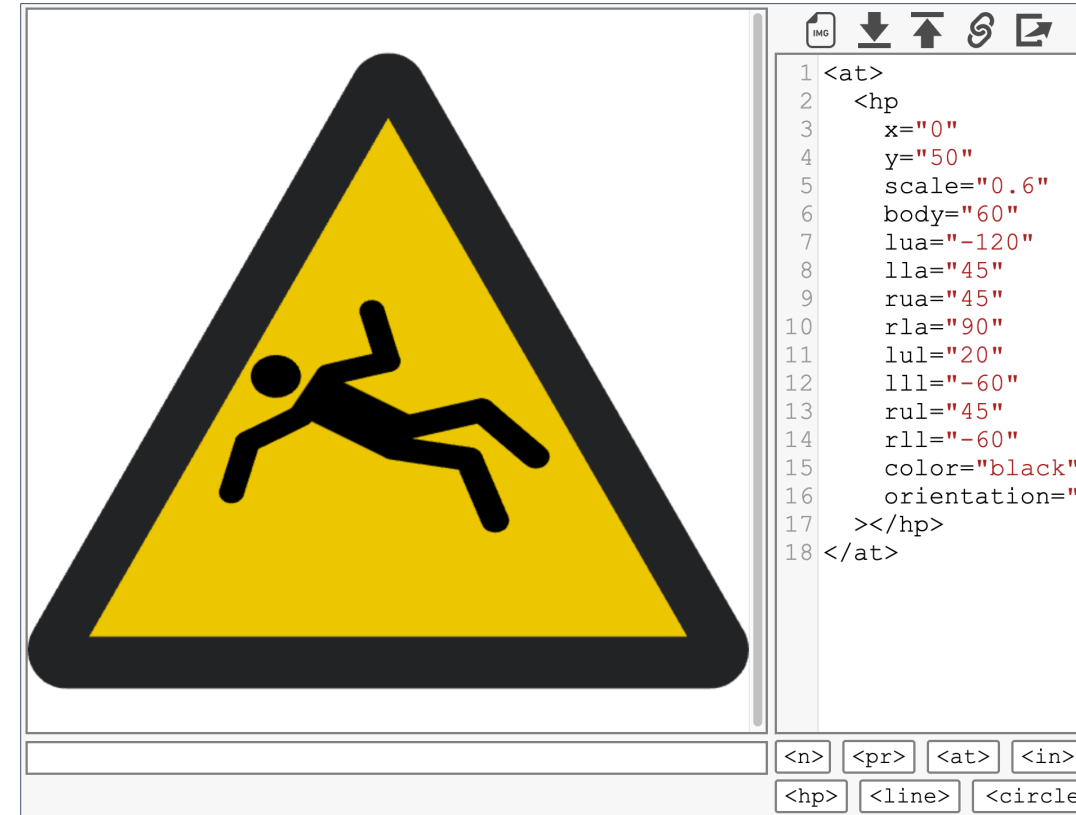 IMG
1 <at>
2 <hp
3 x="0"
4 y="50"
5 scale="0.6"
6 body="60"
7 lua="-120"
8 lla="45"
9 rua="45"
10 rla="90"
11 lul="20"
12 lll="-60"
13 rul="45"
14 rll="-60"
15 color="black"
16 orientation="
17 ></hp>
18 </at>
<n> <pr> <at> <in>
<hp> <line> <circle